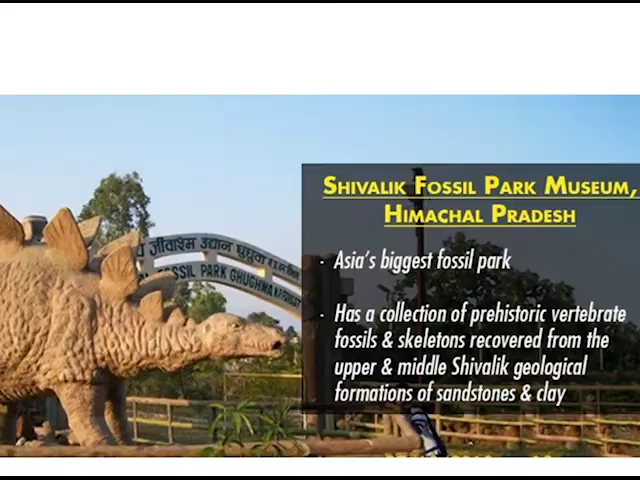 SHIVALIK FOSSIL PARK MUSEUM,
HIMACHAL PRADESH
· Asia's biggest fossil park
जीवाश्म उद्यान घुघुवा
FOSSIL PARK GHUGHWA
· Has a collection of prehistoric vertebrate
fossils & skeletons recovered from the
upper & middle Shivalik geological
formations of sandstones & clay